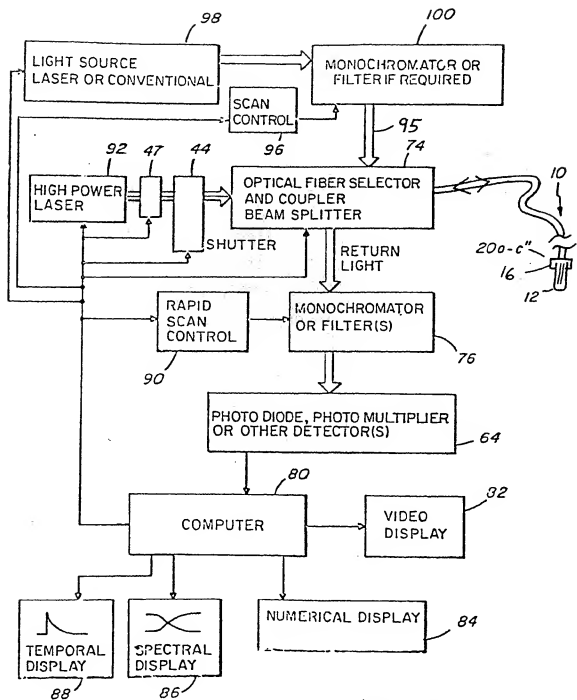 98
100
LIGHT SOURCE
LASER OR CONVENTIONAL
MONOCHROMATOR OR
FILTER IF REQUIRED
SCAN
CONTROL
96
95
92
47
44
74
10
HIGH POWER
LASER
OPTICAL FIBER SELECTOR
AND COUPLER
BEAM SPLITTER
SHUTTER
20a-c"
16
12
RETURN
LIGHT
RAPID
SCAN
CONTROL
90
MONOCHROMATOR
OR FILTER(S)
76
PHOTO DIODE, PHOTO MULTIPLIER
OR OTHER DETECTOR(S)
64
80
COMPUTER
32
VIDEO
DISPLAY
TEMPORAL
DISPLAY
88
SPECTRAL
DISPLAY
86
NUMERICAL DISPLAY
84